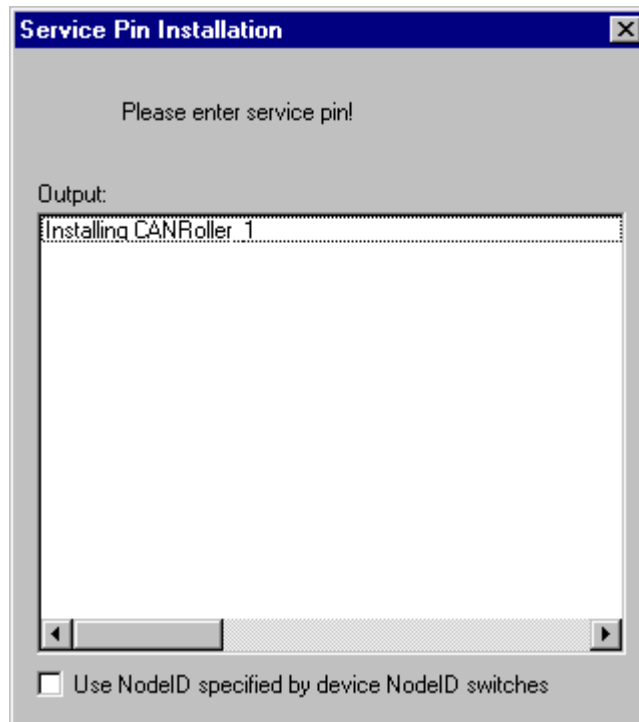 Service Pin Installation
Please enter service pin!
Output:
Installing CANRoller_1
Use NodeID specified by device NodeID switches